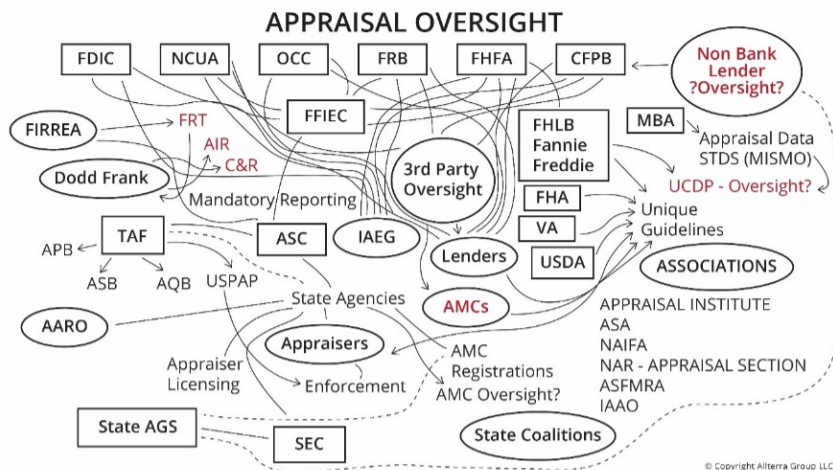 APPRAISAL OVERSIGHT
FDIC
NCUA
OCC
FRB
FHFA
CFPB
Non Bank
Lender
?Oversight?
FFIEC
FIRREA
FRT
AIR
C&R
Dodd Frank
3rd Party
Oversight
FHLB
Fannie
Freddie
MBA
Appraisal Data
STDS (MISMO)
UCDP - Oversight?
Mandatory Reporting
FHA
Unique
Guidelines
TAF
ASC
IAEG
VA
Lenders
USDA
APB
ASB
AQB
USPAP
ASSOCIATIONS
State Agencies
AMCs
APPRAISAL INSTITUTE
ASA
NAIFA
NAR - APPRAISAL SECTION
ASFMRA
IAAO
AARO
Appraisers
Appraiser
Licensing
Enforcement
AMC
Registrations
AMC Oversight?
State AGS
SEC
State Coalitions
© Copyright Allterra Group LLC